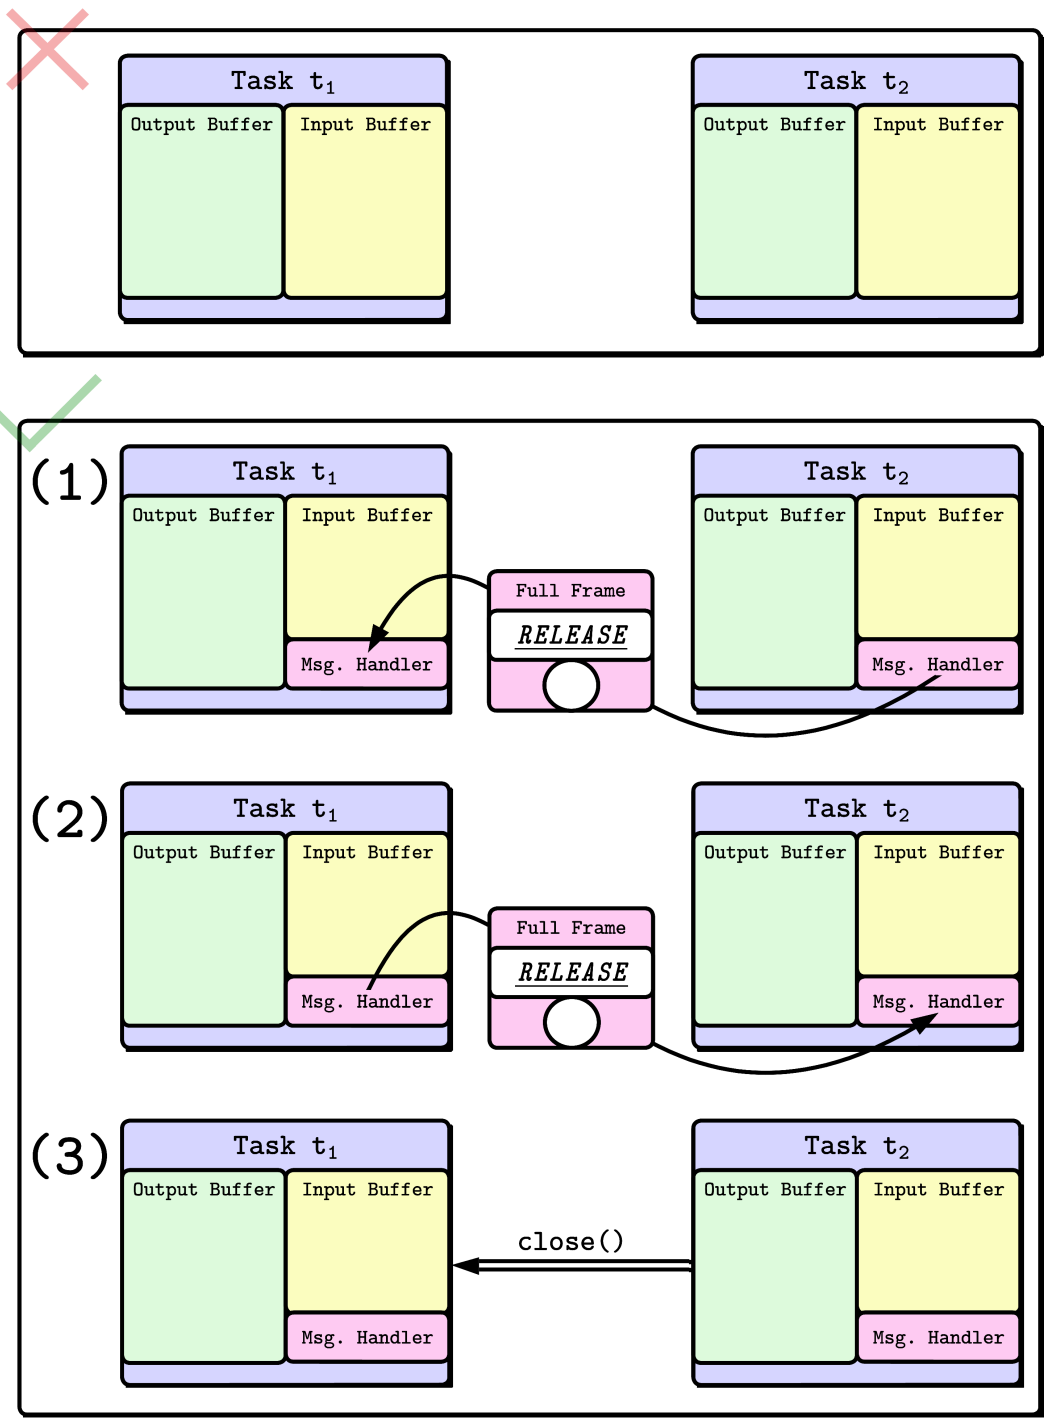 Task t₁
Task t₂
Output Buffer
Input Buffer
Output Buffer
Input Buffer
(1)
Task t₁
Task t₂
Output Buffer
Input Buffer
Output Buffer
Input Buffer
Full Frame
RELEASE
Msg. Handler
Msg. Handler
(2)
Task t₁
Task t₂
Output Buffer
Input Buffer
Output Buffer
Input Buffer
Full Frame
RELEASE
Msg. Handler
Msg. Handler
(3)
Task t₁
Task t₂
Output Buffer
Input Buffer
Output Buffer
Input Buffer
close()
Msg. Handler
Msg. Handler